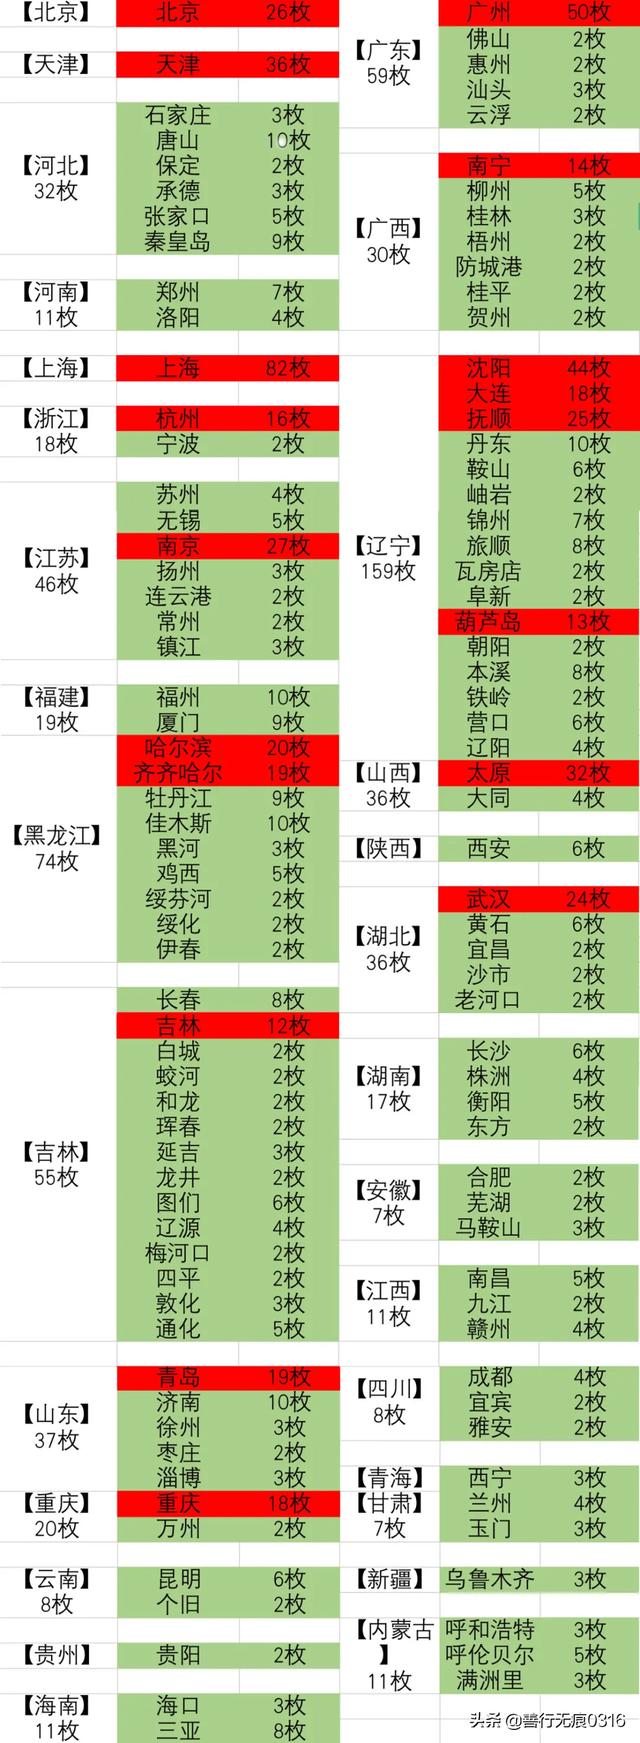 【北京】 北京 26枚
【天津】 天津 36枚
【河北】
32枚
石家庄 3枚
唐山 10枚
保定 2枚
承德 3枚
张家口 5枚
秦皇岛 9枚
【河南】
11枚
郑州 7枚
洛阳 4枚
【上海】 上海 82枚
【浙江】
18枚
杭州 16枚
宁波 2枚
【江苏】
46枚
苏州 4枚
无锡 5枚
南京 27枚
扬州 3枚
连云港 2枚
常州 2枚
镇江 3枚
【福建】
19枚
福州 10枚
厦门 9枚
【黑龙江】
74枚
哈尔滨 20枚
齐齐哈尔 19枚
牡丹江 9枚
佳木斯 10枚
黑河 3枚
鸡西 5枚
绥芬河 2枚
绥化 2枚
伊春 2枚
【吉林】
55枚
长春 8枚
吉林 12枚
白城 2枚
蛟河 2枚
和龙 2枚
珲春 2枚
延吉 3枚
龙井 2枚
图们 6枚
辽源 4枚
梅河口 2枚
四平 2枚
敦化 3枚
通化 5枚
【山东】
37枚
青岛 19枚
济南 10枚
徐州 3枚
枣庄 2枚
淄博 3枚
【重庆】
20枚
重庆 18枚
万州 2枚
【云南】
8枚
昆明 6枚
个旧 2枚
【贵州】 贵阳 2枚
【海南】
11枚
海口 3枚
三亚 8枚
【广东】
59枚
广州 50枚
佛山 2枚
惠州 2枚
汕头 3枚
云浮 2枚
【广西】
30枚
南宁 14枚
柳州 5枚
桂林 3枚
梧州 2枚
防城港 2枚
桂平 2枚
贺州 2枚
【辽宁】
159枚
沈阳 44枚
大连 18枚
抚顺 25枚
丹东 10枚
鞍山 6枚
岫岩 2枚
锦州 7枚
旅顺 8枚
瓦房店 2枚
阜新 2枚
葫芦岛 13枚
朝阳 2枚
本溪 8枚
铁岭 2枚
营口 6枚
辽阳 4枚
【山西】
36枚
太原 32枚
大同 4枚
【陕西】 西安 6枚
【湖北】
36枚
武汉 24枚
黄石 6枚
宜昌 2枚
沙市 2枚
老河口 2枚
【湖南】
17枚
长沙 6枚
株洲 4枚
衡阳 5枚
东方 2枚
【安徽】
7枚
合肥 2枚
芜湖 2枚
马鞍山 3枚
【江西】
11枚
南昌 5枚
九江 2枚
赣州 4枚
【四川】
8枚
成都 4枚
宜宾 2枚
雅安 2枚
【青海】 西宁 3枚
【甘肃】
7枚
兰州 4枚
玉门 3枚
【新疆】 乌鲁木齐 3枚
【内蒙古
】
11枚
呼和浩特 3枚
呼伦贝尔 5枚
满洲里 3枚
头条 @善行无痕0316